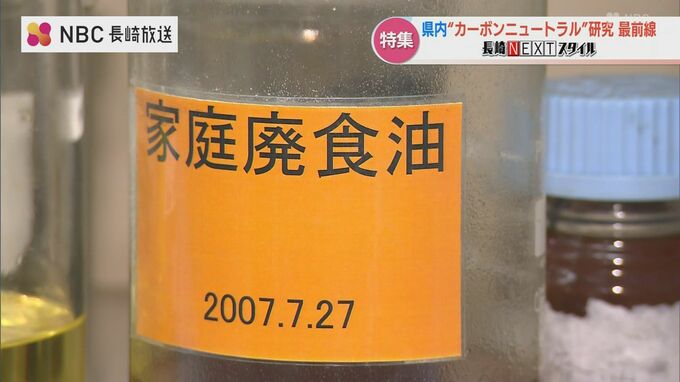 NBC 長崎放送
特集
県内“カーボンニュートラル”研究 最前線
長崎NEXTスタイル
家庭廃食油
2007.7.27